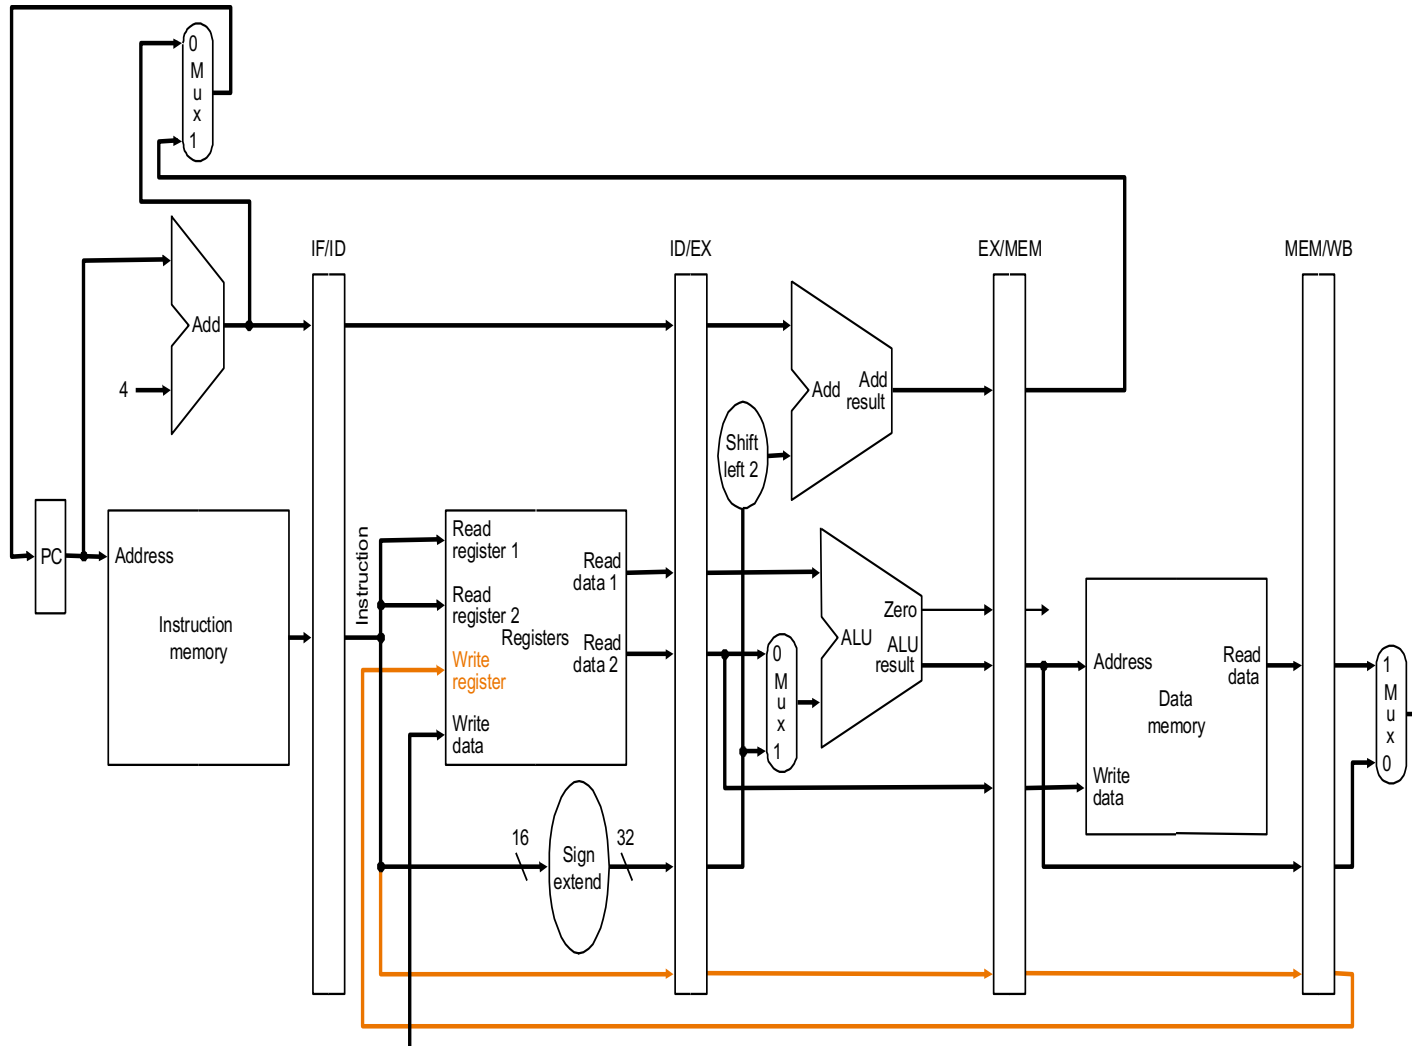 0
M
u
x
1
IF/ID
ID/EX
EX/MEM
MEM/WB
Add
4
Add
Add
result
Shift
left 2
PC
Address
Instruction
memory
Instruction
Read
register 1
Read
register 2
Write
register
Write
data
Registers
Read
data 1
Read
data 2
0
M
u
x
1
ALU
Zero
ALU
result
Address
Read
data
Data
memory
Write
data
1
M
u
x
0
16
Sign
extend
32